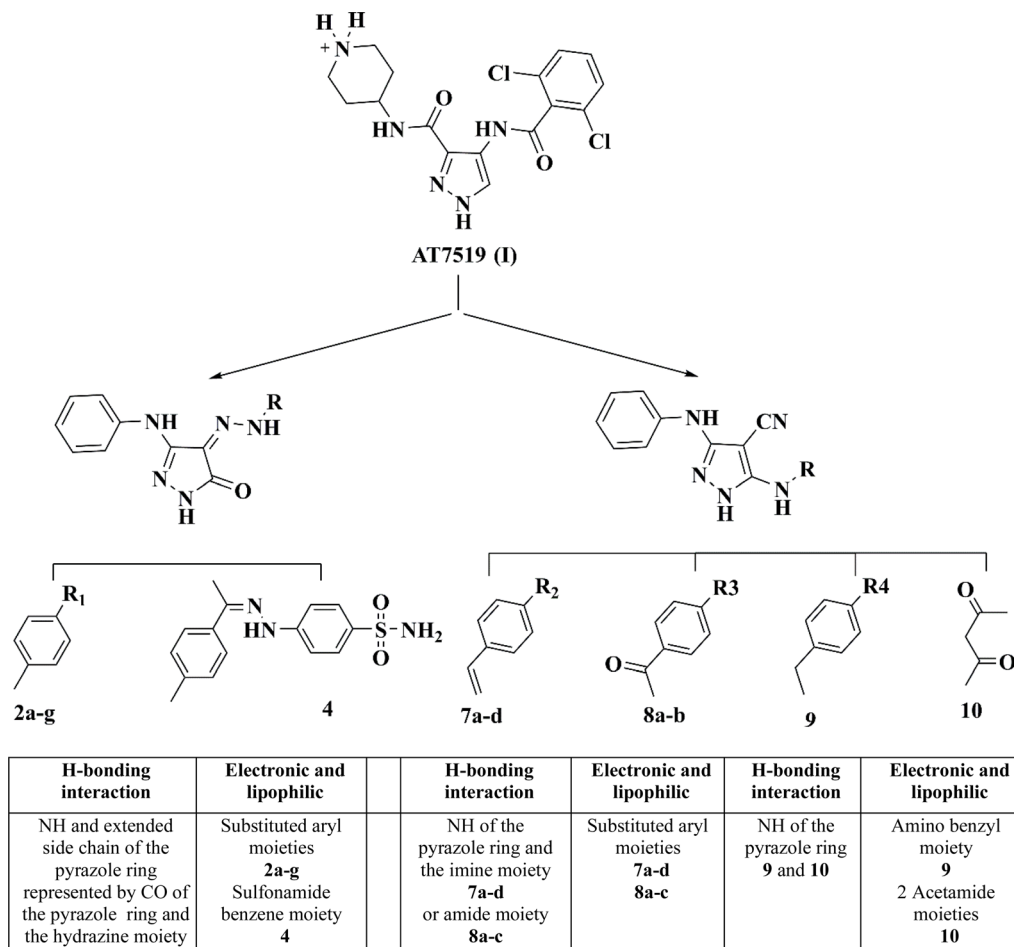 H H
N
+
Cl
O
HN
HN
Cl
O
N
N
H
AT7519 (I)
R
NH
N
NH
N
N
H
O
NH
CN
N
N
H
N
H
R
R1
N
HN
O
S
NH2
O
R2
R3
O
R4
O
O
2a-g
4
7a-d
8a-b
9
10
H-bonding interaction
Electronic and lipophilic
H-bonding interaction
Electronic and lipophilic
H-bonding interaction
Electronic and lipophilic
NH and extended
side chain of the
pyrazole ring
represented by CO of
the pyrazole ring and
the hydrazine moiety
Substituted aryl
moieties
2a-g
Sulfonamide
benzene moiety
4
NH of the
pyrazole ring and
the imine moiety
7a-d
or amide moiety
8a-c
Substituted aryl
moieties
7a-d
8a-c
NH of the
pyrazole ring
9 and 10
Amino benzyl
moiety
9
2 Acetamide
moieties
10